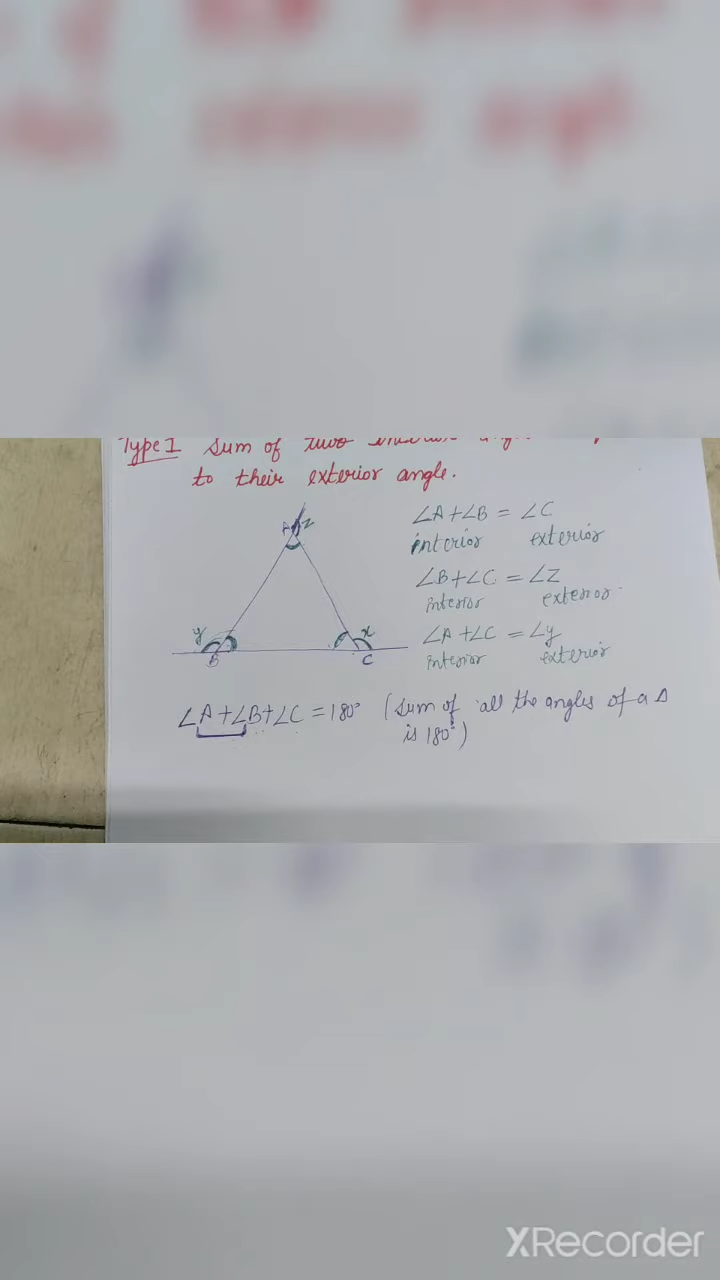 Type I Sum of two
to their exterior angle.
∠A+∠B = ∠C
interior exterior
∠B+∠C = ∠Z
interior exterior
∠A+∠C = ∠y
interior exterior
A Z
y x
B C
∠A+∠B+∠C = 180° (Sum of all the angles of a Δ
is 180°)
XRecorder